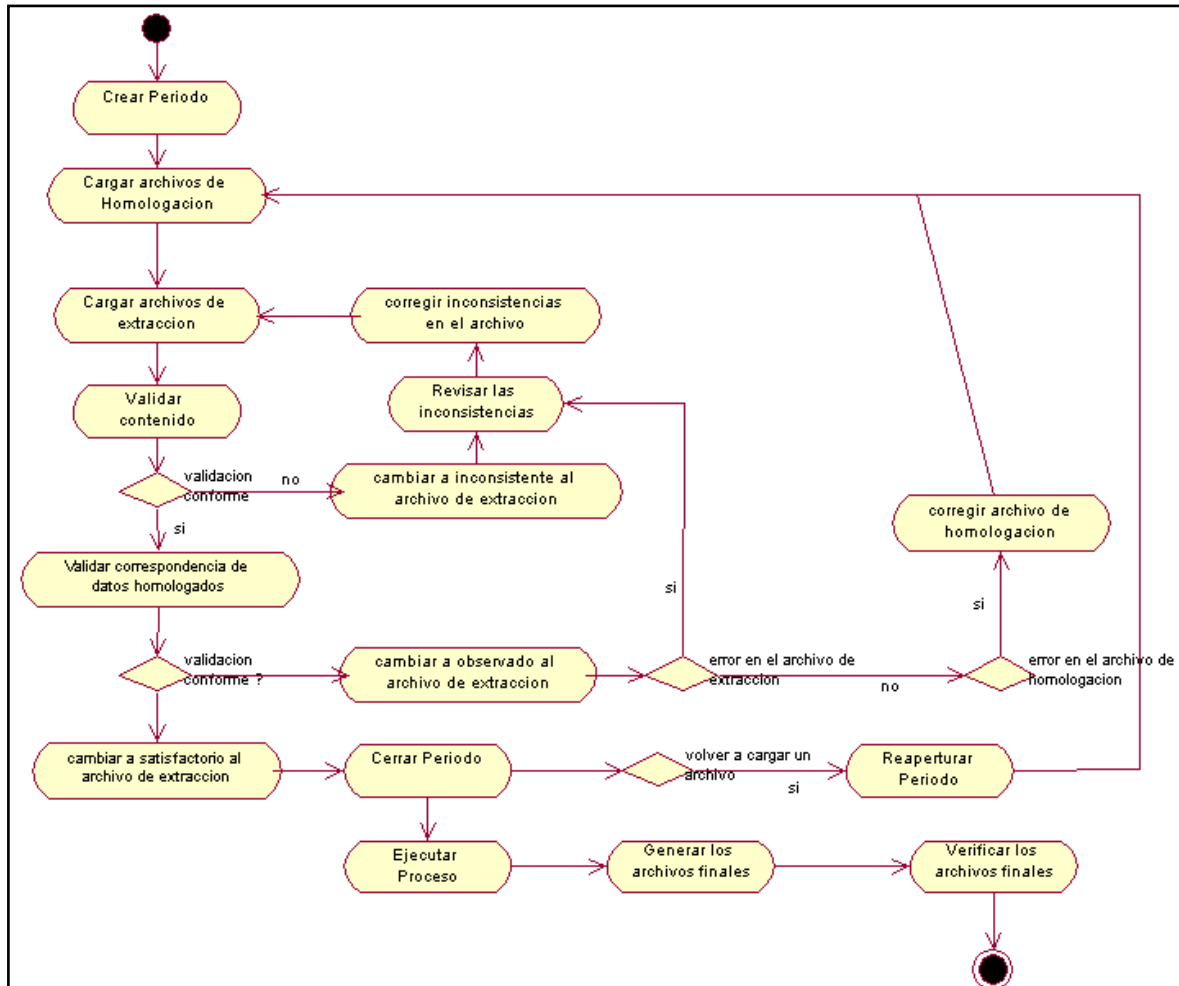 Crear Periodo
Cargar archivos de
Homologacion
Cargar archivos de
extraccion
corregir inconsistencias
en el archivo
Validar
contenido
Revisar las
inconsistencias
validacion
conforme
no
cambiar a inconsitente al
archivo de extraccion
si
corregir archivo de
homologacion
Validar correspondencia de
datos homologados
si
si
validacion
conforme ?
cambiar a observado al
archivo de extraccion
error en el archivo de
extraccion
no
error en el archivo de
homologacion
cambiar a satisfactorio al
archivo de extraccion
Cerrar Periodo
volver a cargar un
archivo
si
Reaperturar
Periodo
Ejecutar
Proceso
Generar los
archivos finales
Verificar los
archivos finales